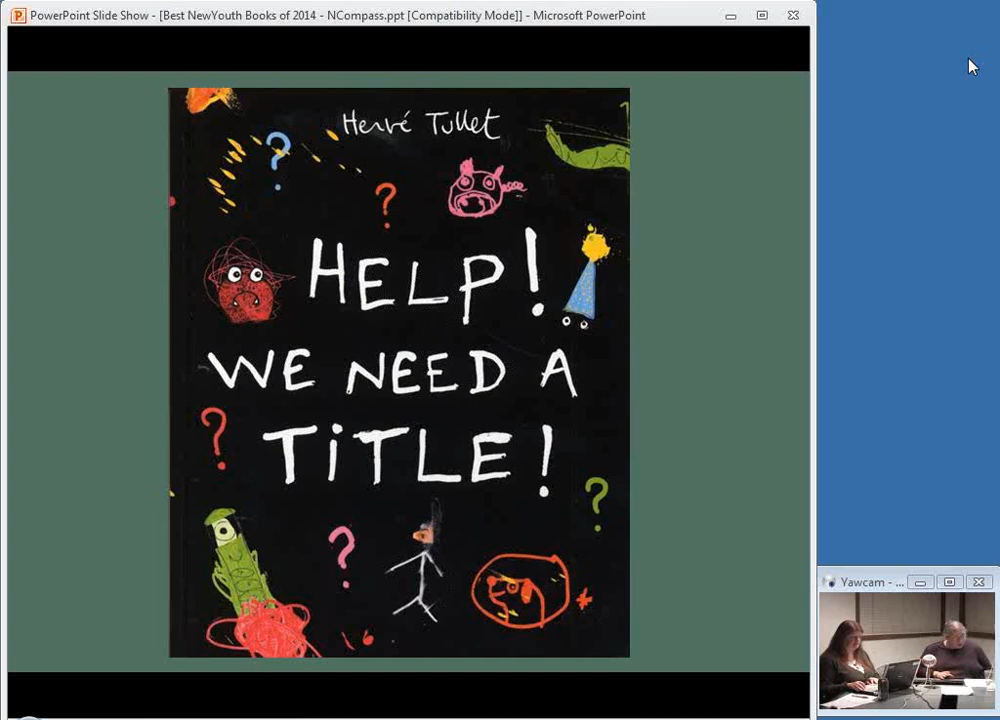 PowerPoint Slide Show - [Best NewYouth Books of 2014 - NCompass.ppt [Compatibility Mode]] - Microsoft PowerPoint
Hervé Tullet
?
?
HELP!
WE NEED A
TiTLE!
?
?
?
Yawcam - ...